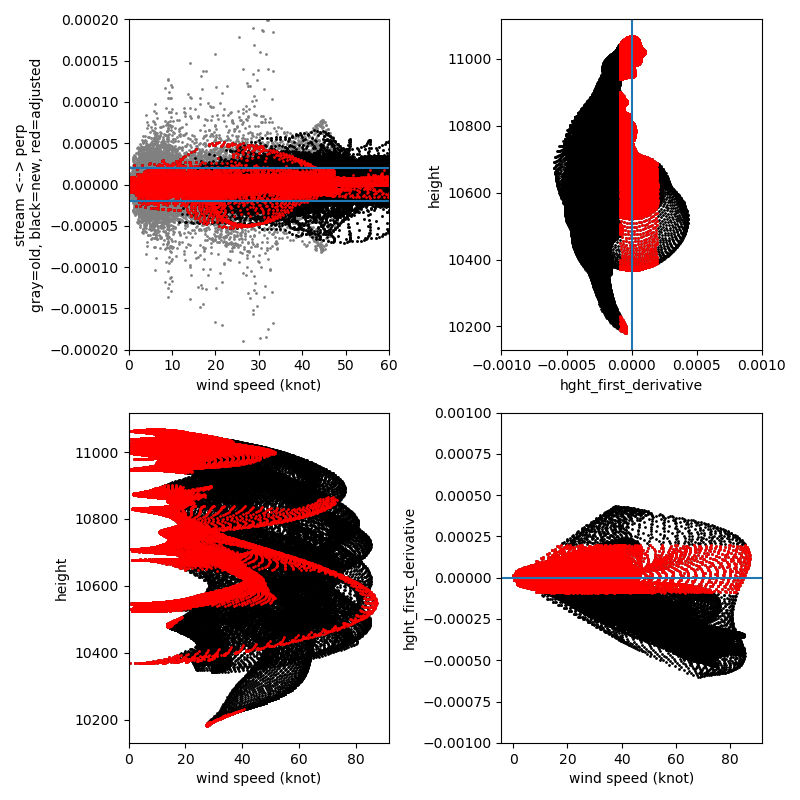 0.00020
0.00015
0.00010
0.00005
0.00000
−0.00005
−0.00010
−0.00015
−0.00020
stream <--> perp
gray=old, black=new, red=adjusted
0 10 20 30 40 50 60
wind speed (knot)
11000
10800
10600
10400
10200
height
−0.0010 −0.0005 0.0000 0.0005 0.0010
hght_first_derivative
11000
10800
10600
10400
10200
height
0 20 40 60 80
wind speed (knot)
0.00100
0.00075
0.00050
0.00025
0.00000
−0.00025
−0.00050
−0.00075
−0.00100
hght_first_derivative
0 20 40 60 80
wind speed (knot)